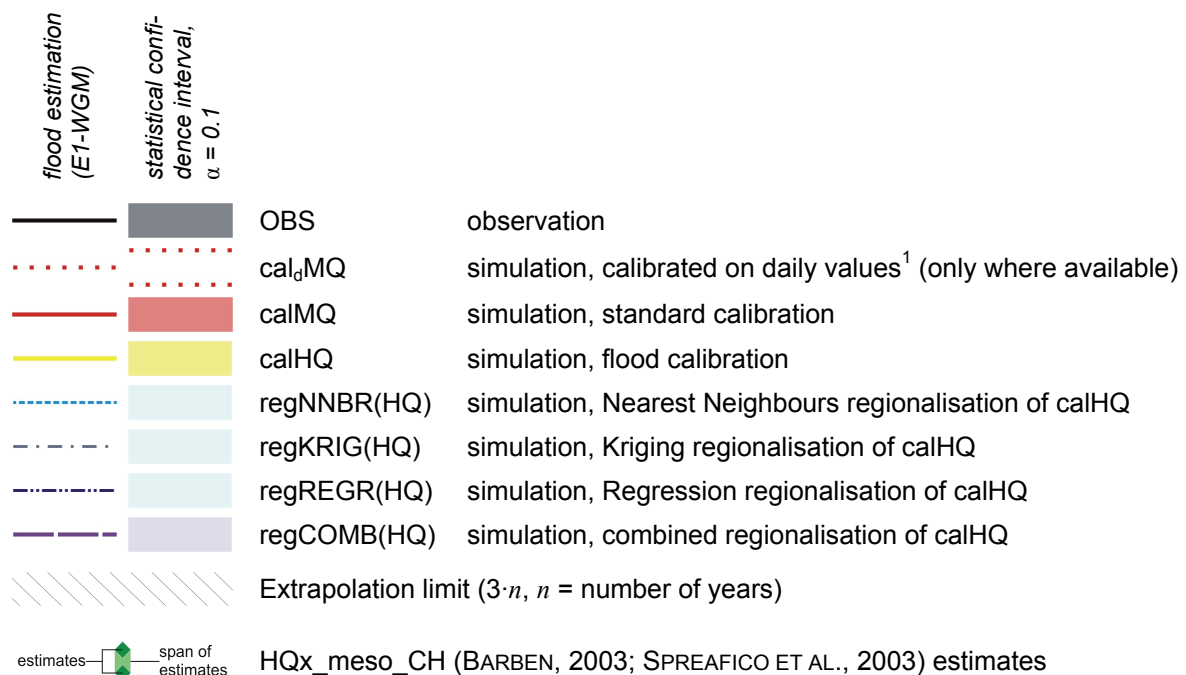 flood estimation
(E1-WGM)
statistical confi-
dence interval,
α = 0.1
OBS observation
cal_dMQ simulation, calibrated on daily values¹ (only where available)
calMQ simulation, standard calibration
calHQ simulation, flood calibration
regNNBR(HQ) simulation, Nearest Neighbours regionalisation of calHQ
regKRIG(HQ) simulation, Kriging regionalisation of calHQ
regREGR(HQ) simulation, Regression regionalisation of calHQ
regCOMB(HQ) simulation, combined regionalisation of calHQ
Extrapolation limit (3·n, n = number of years)
estimates
span of
estimates
HQx_meso_CH (BARBEN, 2003; SPREAFICO ET AL., 2003) estimates